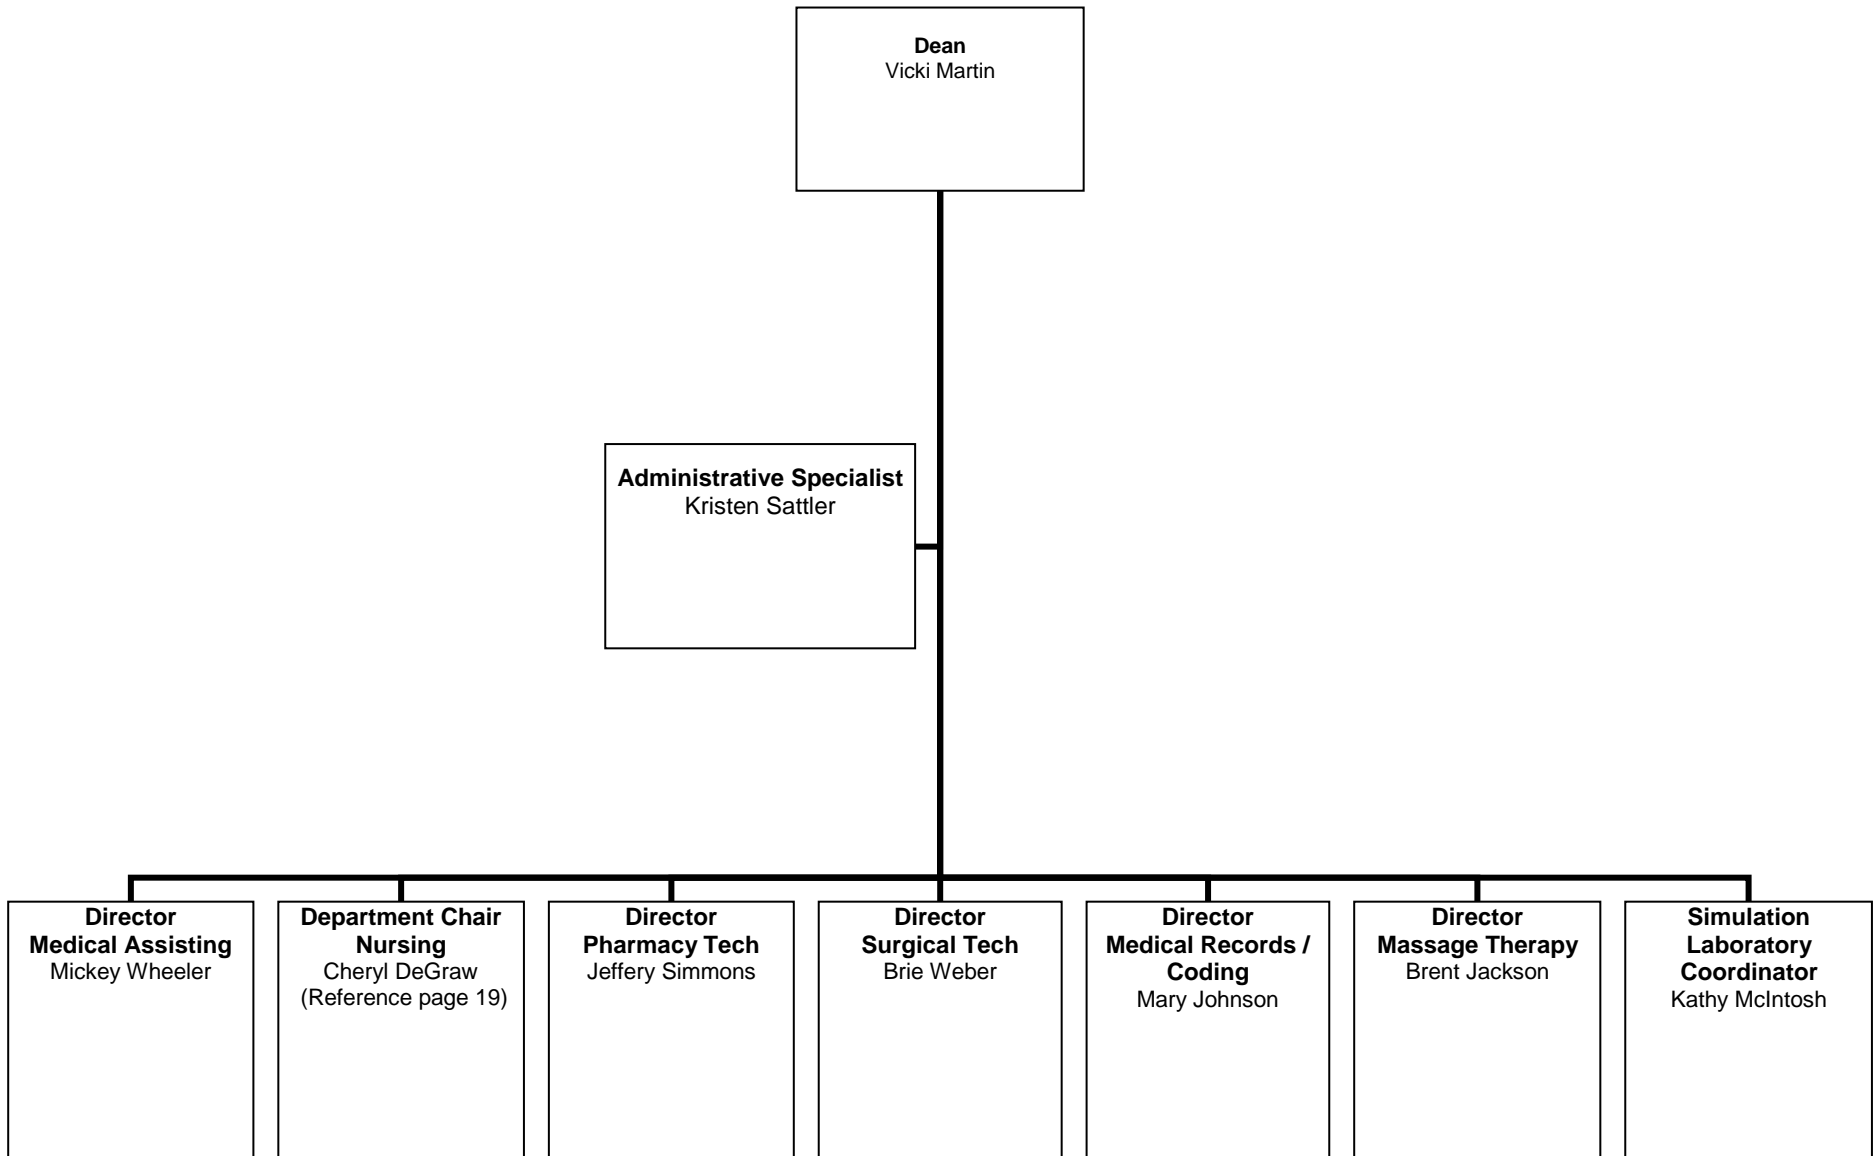 Dean
Vicki Martin
Administrative Specialist
Kristen Sattler
Director
Medical Assisting
Mickey Wheeler
Department Chair
Nursing
Cheryl DeGraw
(Reference page 19)
Director
Pharmacy Tech
Jeffery Simmons
Director
Surgical Tech
Brie Weber
Director
Medical Records /
Coding
Mary Johnson
Director
Massage Therapy
Brent Jackson
Simulation
Laboratory
Coordinator
Kathy McIntosh